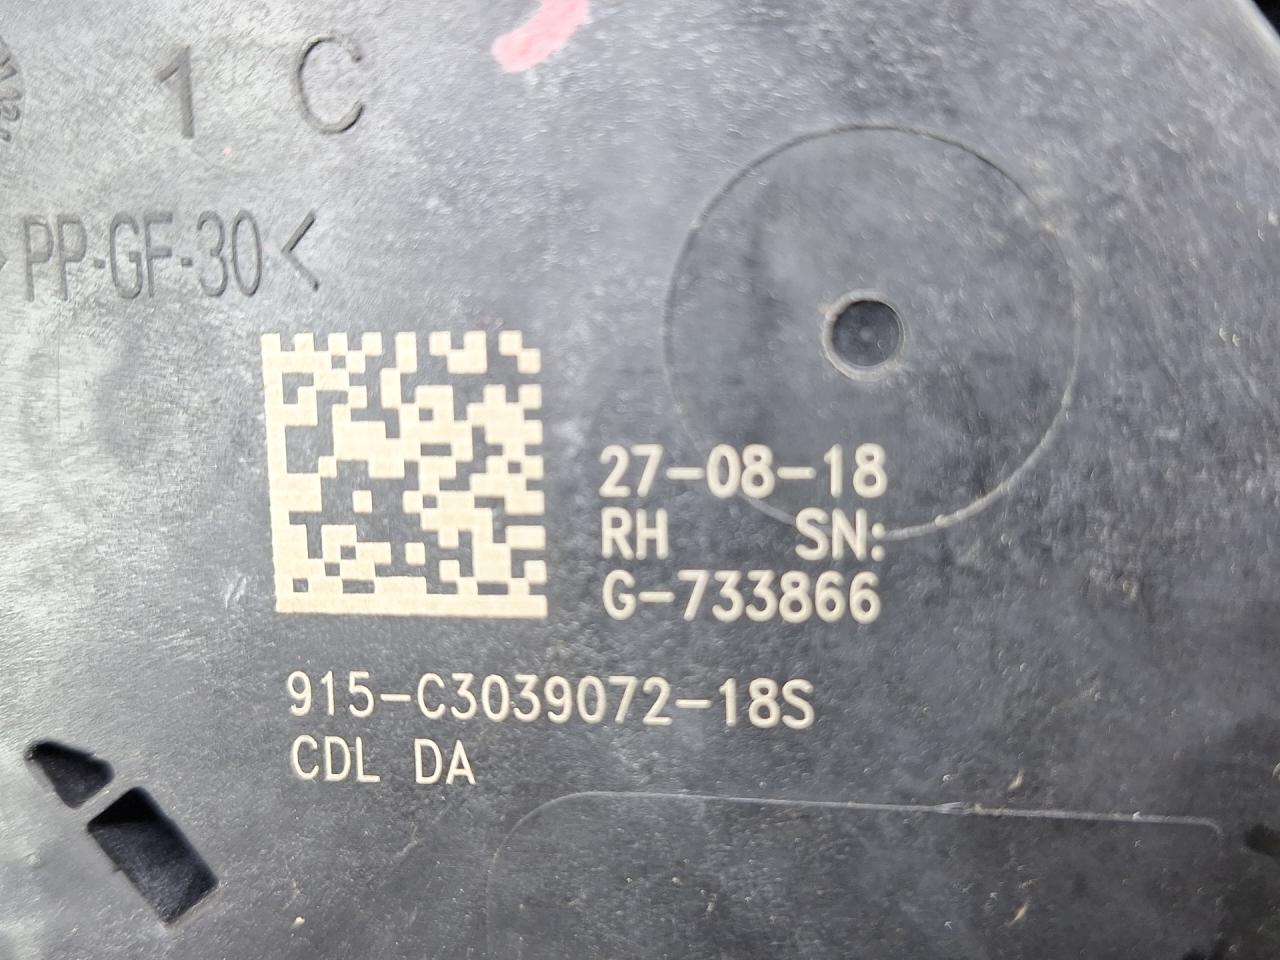 1 C
>PP-GF-30<
27-08-18
RH SN:
G-733866
915-C3039072-18S
CDL DA